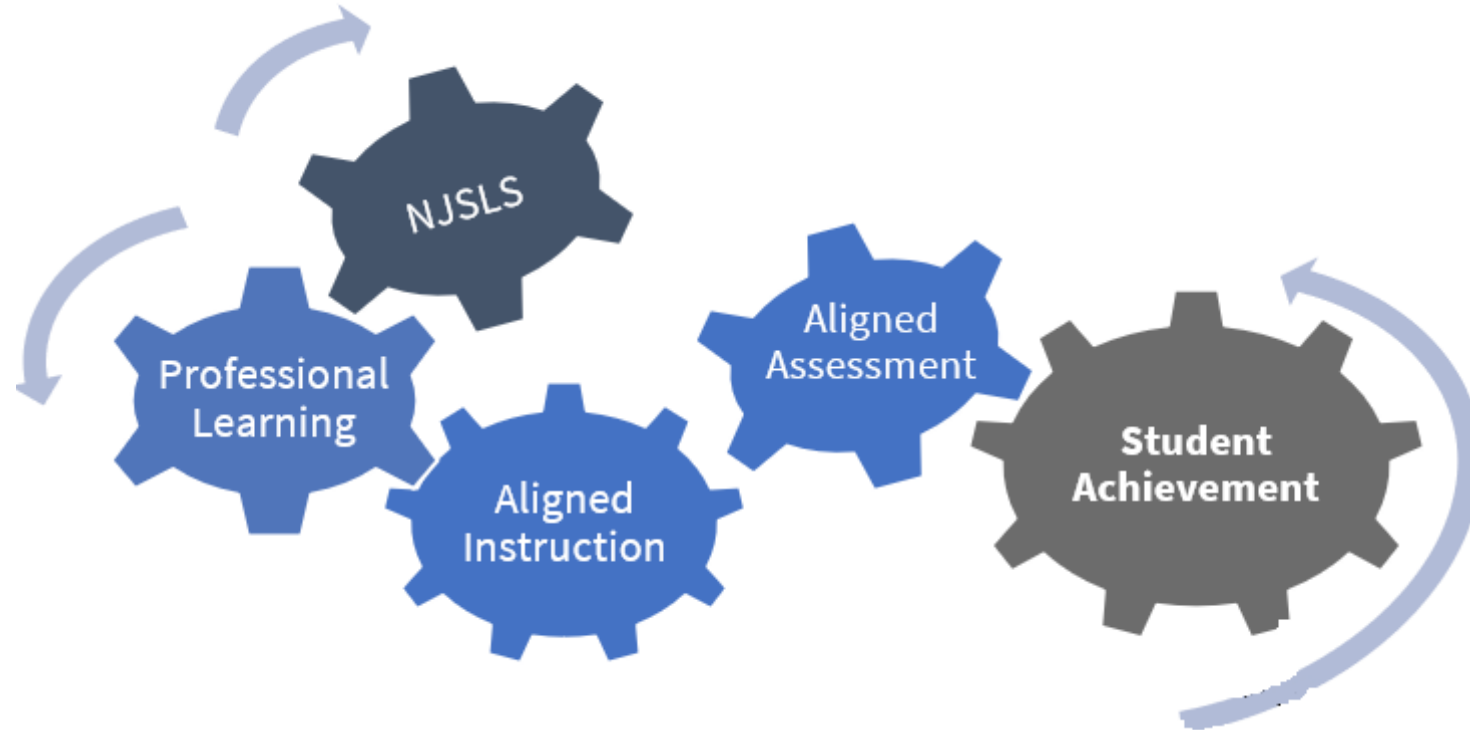 NJSLS
Professional
Learning
Aligned
Instruction
Aligned
Assessment
Student
Achievement